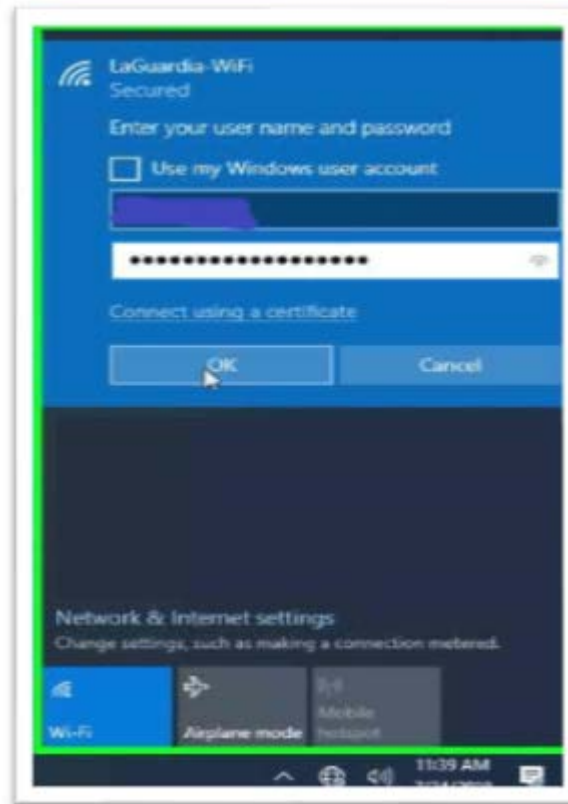 LaGuardia-WiFi
Secured
Enter your user name and password
Use my Windows user account
••••••••••••••••••
Connect using a certificate
OK Cancel
Network & Internet settings
Change settings, such as making a connection metered.
Mobile
Wi-Fi Airplane mode hotspot
11:39 AM